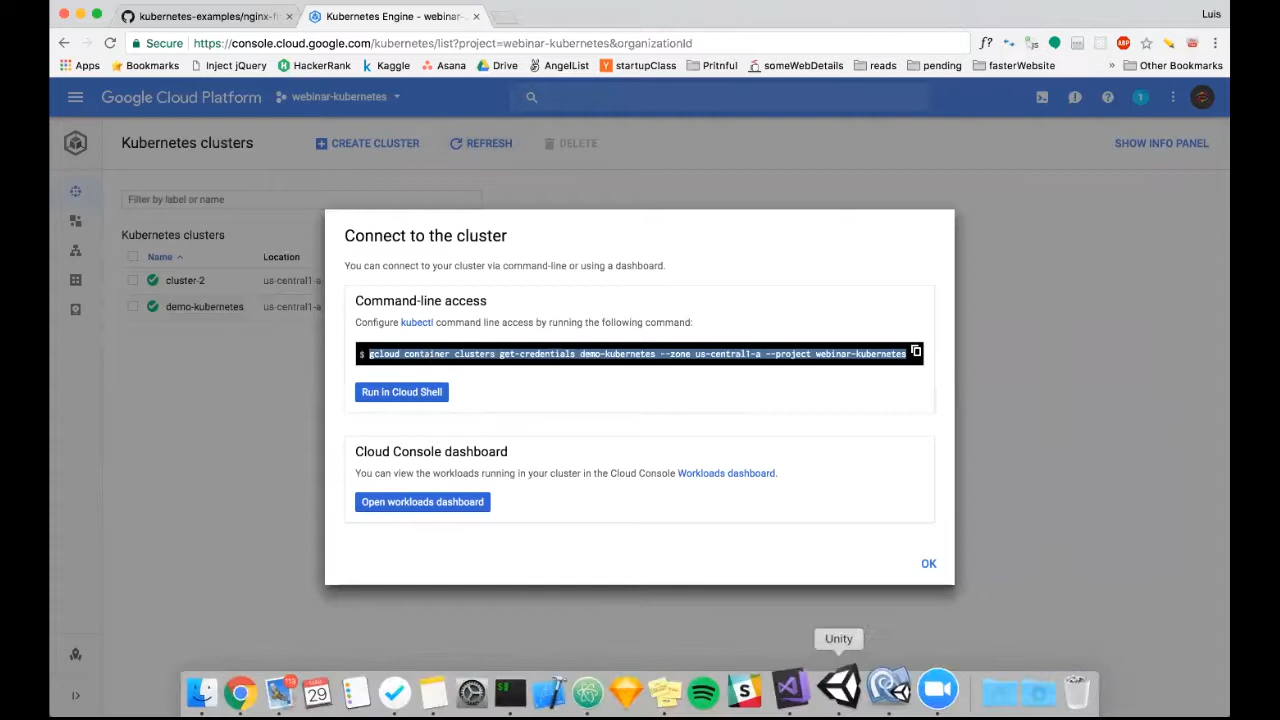 kubernetes-examples/nginx-f
Kubernetes Engine - webinar-
Luis
Secure
https://console.cloud.google.com/kubernetes/list?project=webinar-kubernetes&organizationId
f?
ABP
Apps
Bookmarks
Inject jQuery
HackerRank
Kaggle
Asana
Drive
AngelList
startupClass
Pritnful
someWebDetails
reads
pending
fasterWebsite
»
Other Bookmarks
Google Cloud Platform
webinar-kubernetes
1
Kubernetes clusters
CREATE CLUSTER
REFRESH
DELETE
SHOW INFO PANEL
Filter by label or name
Kubernetes clusters
Name
Location
cluster-2
us-central1-a
demo-kubernetes
us-central1-a
Connect to the cluster
You can connect to your cluster via command-line or using a dashboard.
Command-line access
Configure kubectl command line access by running the following command:
$ gcloud container clusters get-credentials demo-kubernetes --zone us-central1-a --project webinar-kubernetes
Run in Cloud Shell
Cloud Console dashboard
You can view the workloads running in your cluster in the Cloud Console Workloads dashboard.
Open workloads dashboard
OK
Unity
113
29